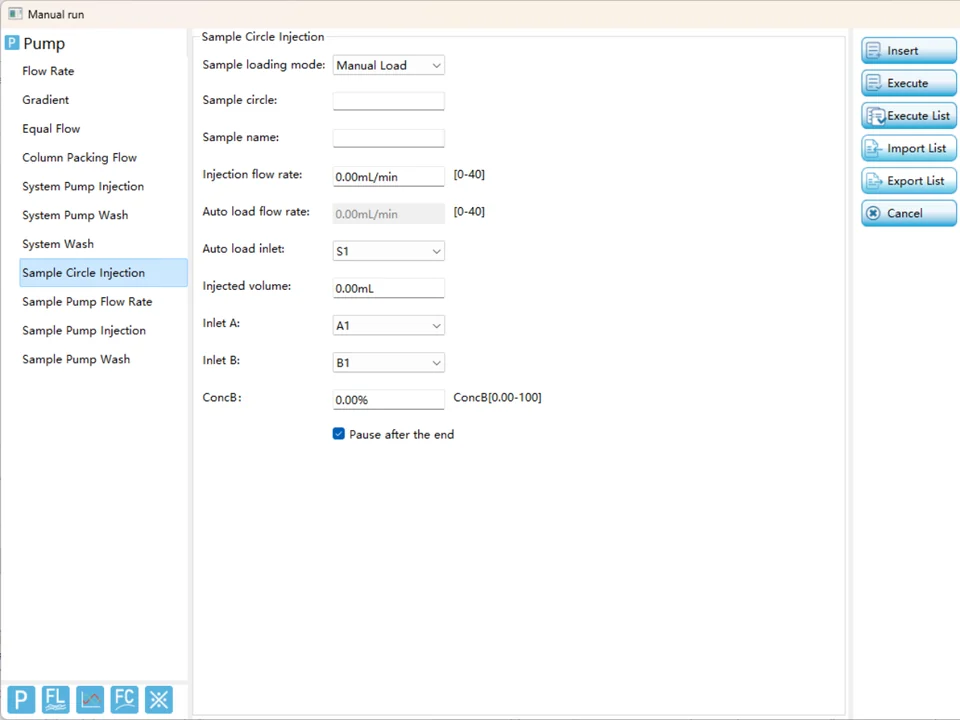 Manual run
P Pump
Flow Rate
Gradient
Equal Flow
Column Packing Flow
System Pump Injection
System Pump Wash
System Wash
Sample Circle Injection
Sample Pump Flow Rate
Sample Pump Injection
Sample Pump Wash
P FL FC
Sample Circle Injection
Sample loading mode: Manual Load
Sample circle:
Sample name:
Injection flow rate: 0.00mL/min [0-40]
Auto load flow rate: 0.00mL/min [0-40]
Auto load inlet: S1
Injected volume: 0.00mL
Inlet A: A1
Inlet B: B1
ConcB: 0.00% ConcB[0.00-100]
Pause after the end
Insert
Execute
Execute List
Import List
Export List
Cancel